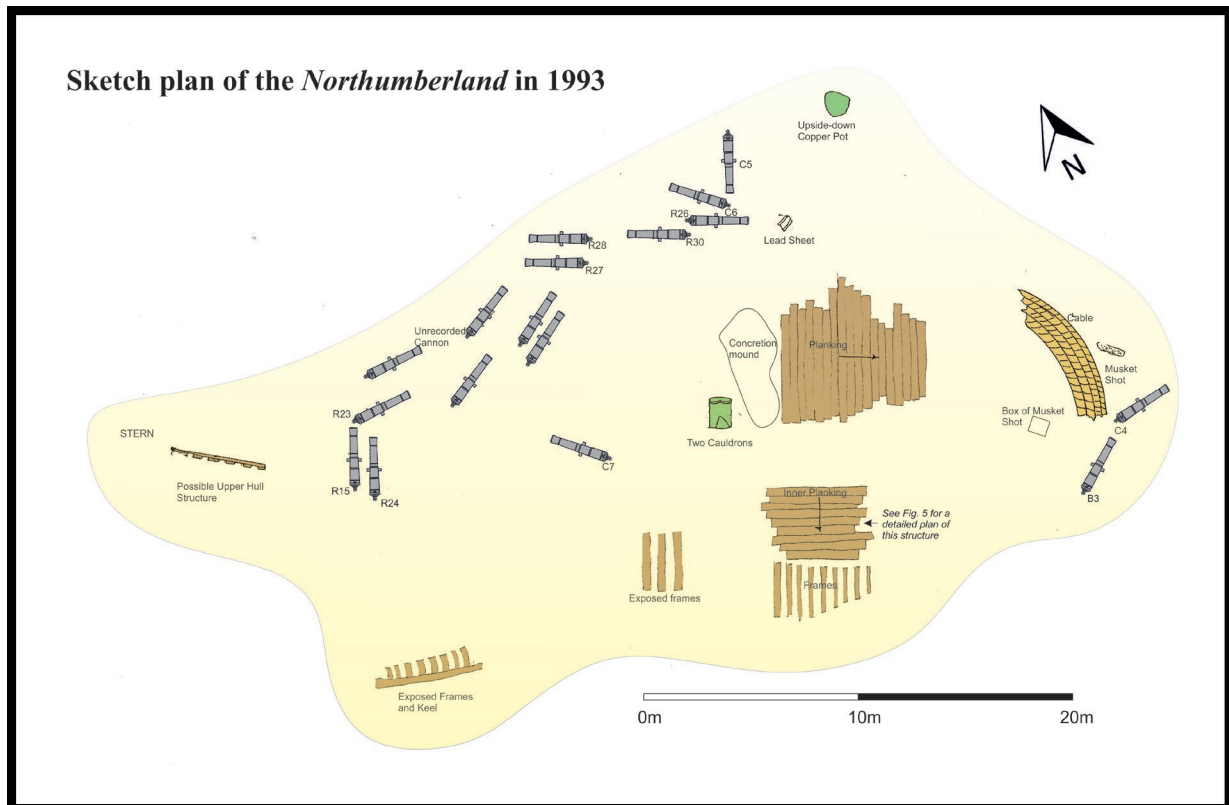 Sketch plan of the Northumberland in 1993
Upside-down
Copper Pot
N
C5
C6
R26
R30
Lead Sheet
R28
R27
Unrecorded
Cannon
Concretion
mound
Planking
Cable
Musket
Shot
Box of Musket
Shot
C4
B3
R23
R15
R24
STERN
Possible Upper Hull
Structure
C7
Two Cauldrons
Inner Planking
See Fig. 5 for a
detailed plan of
this structure
Frames
Exposed frames
Exposed Frames
and Keel
0m
10m
20m